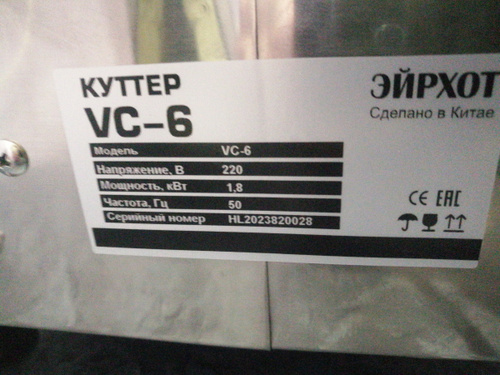 КУТТЕР
VC-6
ЭЙРХОТ
Сделано в Китае
Модель VC-6
Напряжение, В 220
Мощность, кВт 1,8
Частота, Гц 50
Серийный номер HL2023820028
CE EAC